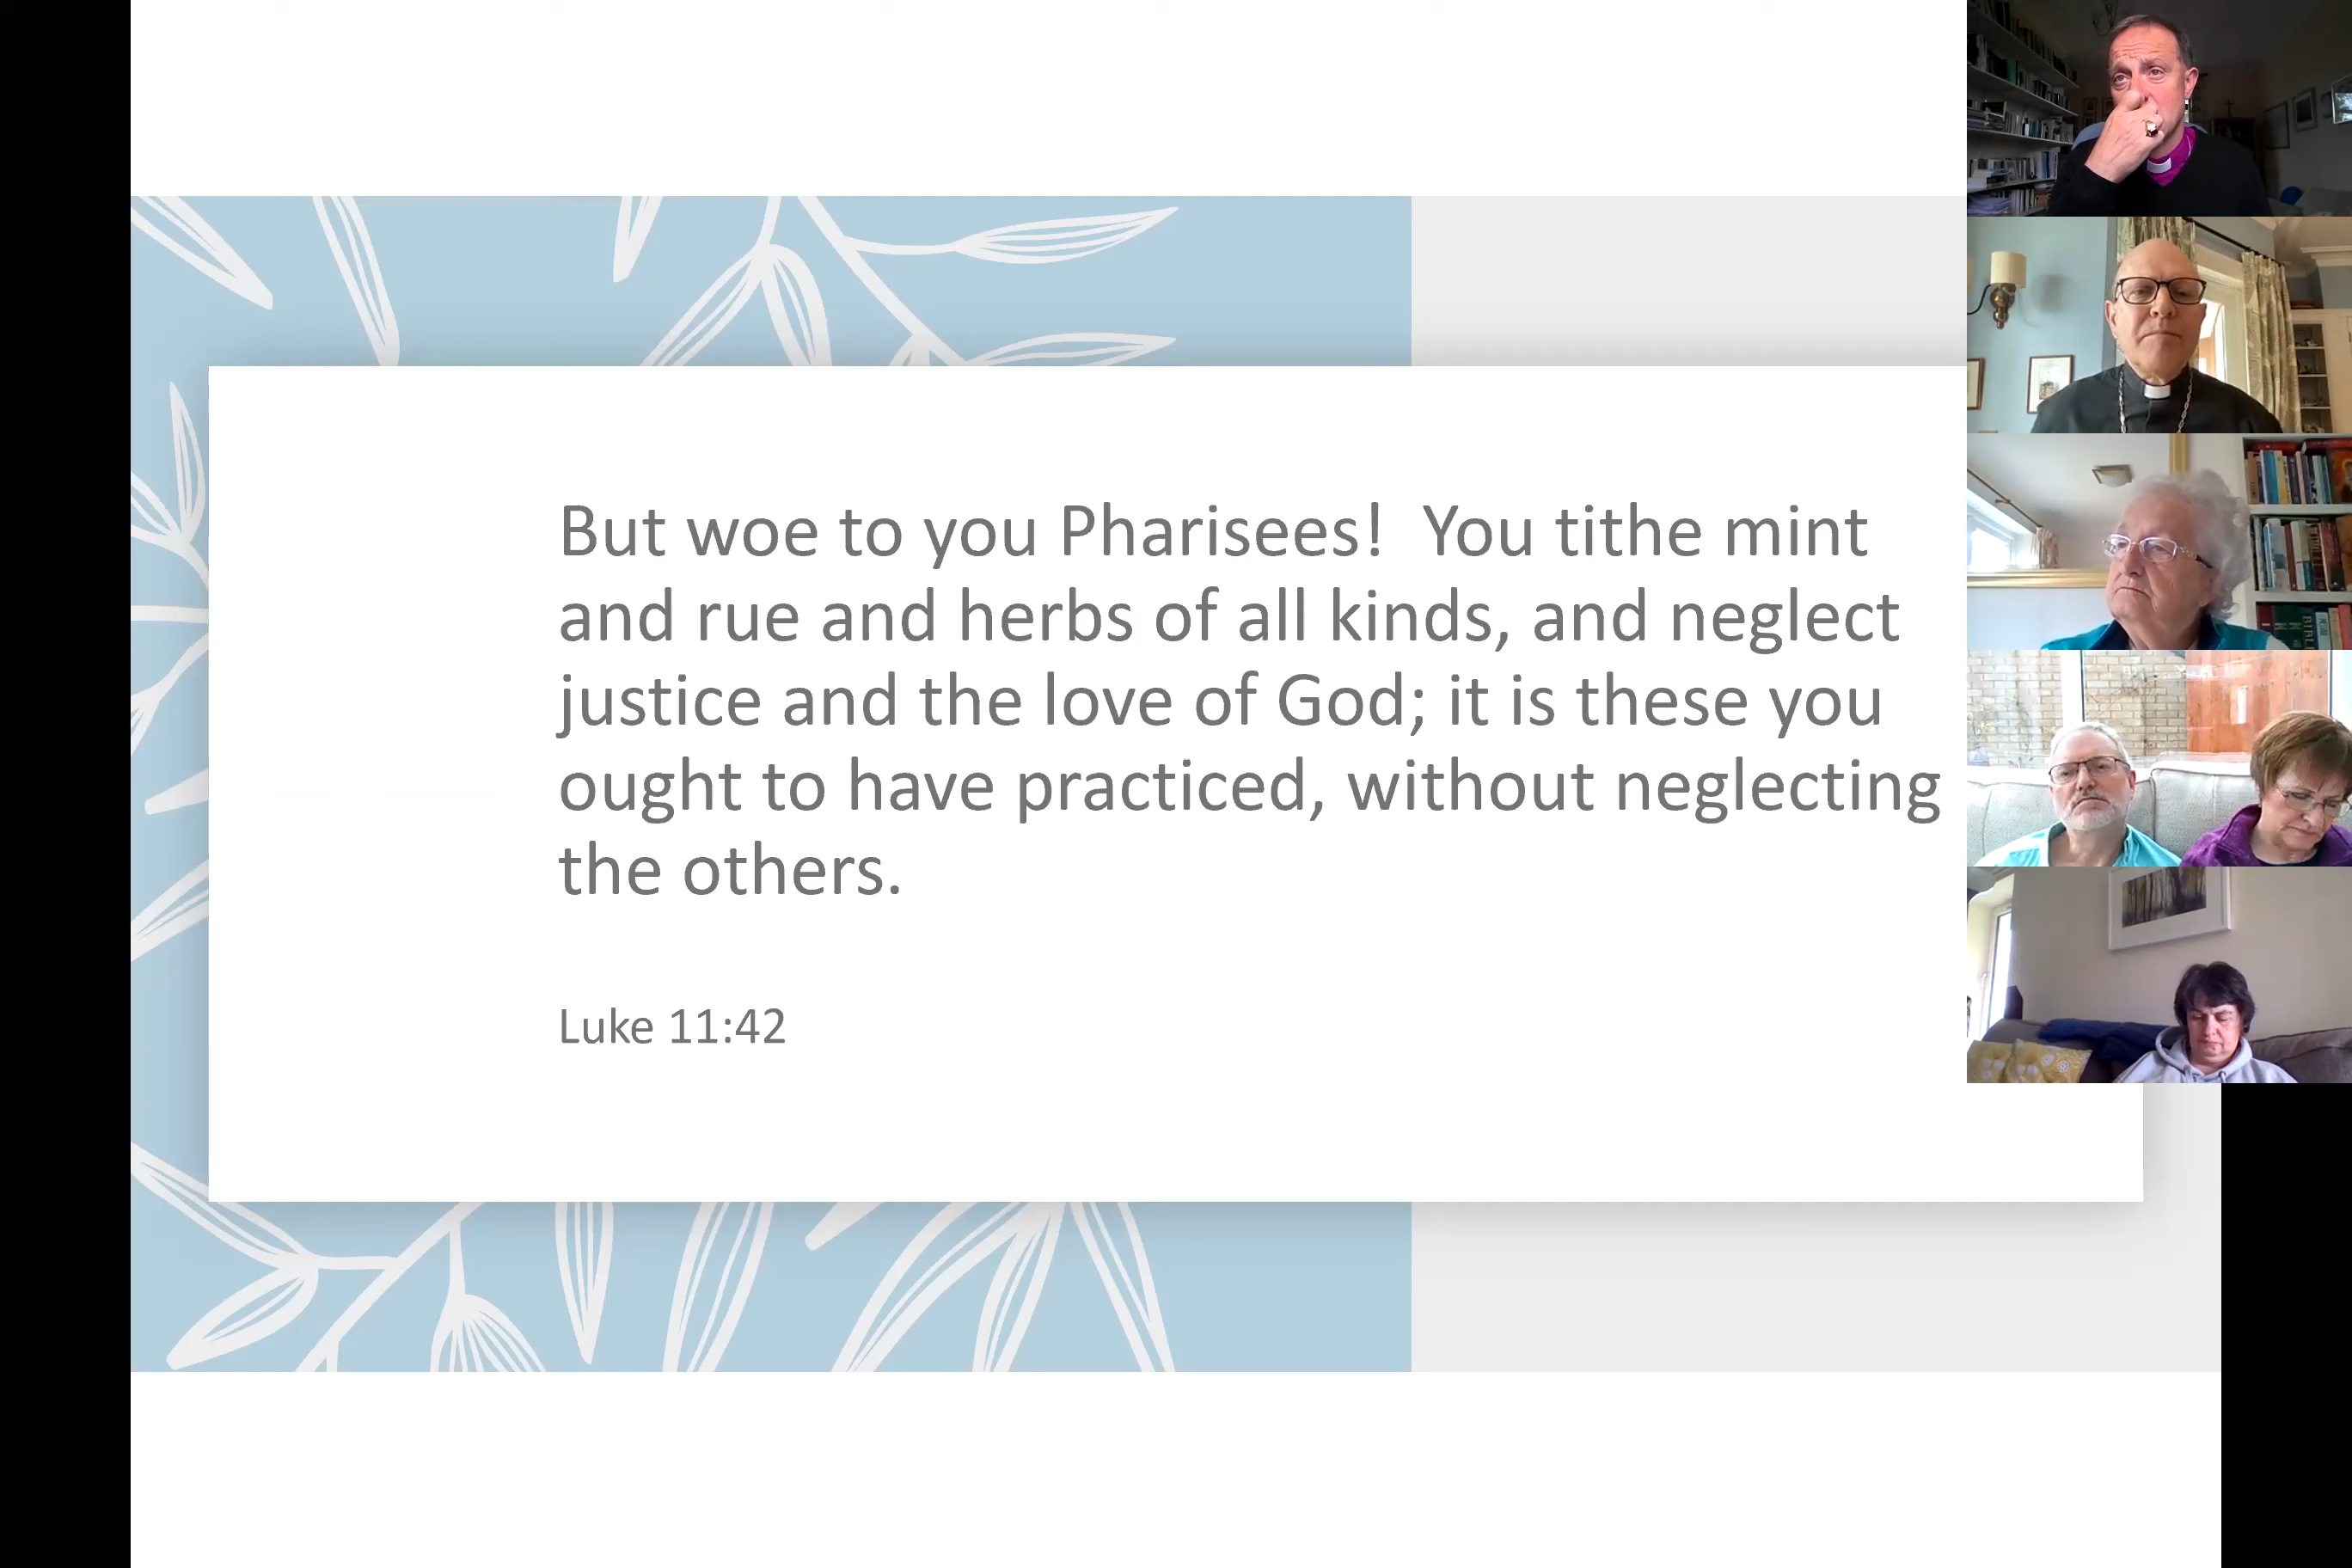 But woe to you Pharisees!  You tithe mint
and rue and herbs of all kinds, and neglect
justice and the love of God; it is these you
ought to have practiced, without neglecting
the others.
Luke 11:42